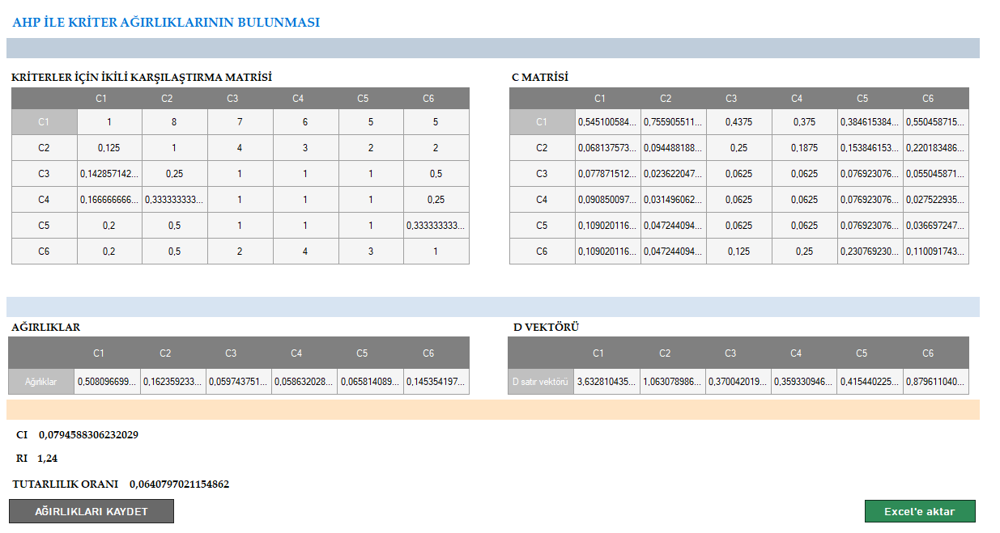 AHP İLE KRİTER AĞIRLIKLARININ BULUNMASI
KRİTERLER İÇİN İKİLİ KARŞILAŞTIRMA MATRİSİ
C1 C2 C3 C4 C5 C6
C1 1 8 7 6 5 5
C2 0,125 1 4 3 2 2
C3 0,142857142... 0,25 1 1 1 0,5
C4 0,166666666... 0,333333333... 1 1 1 0,25
C5 0,2 0,5 1 1 1 0,333333333...
C6 0,2 0,5 2 4 3 1
C MATRİSİ
C1 C2 C3 C4 C5 C6
C1 0,545100584... 0,755905511... 0,4375 0,375 0,384615384... 0,550458715...
C2 0,068137573... 0,094488188... 0,25 0,1875 0,153846153... 0,220183486...
C3 0,077871512... 0,023622047... 0,0625 0,0625 0,076923076... 0,055045871...
C4 0,090850097... 0,031496062... 0,0625 0,0625 0,076923076... 0,027522935...
C5 0,109020116... 0,047244094... 0,0625 0,0625 0,076923076... 0,036697247...
C6 0,109020116... 0,047244094... 0,125 0,25 0,230769230... 0,110091743...
AĞIRLIKLAR
C1 C2 C3 C4 C5 C6
Ağırlıklar 0,508096699... 0,162359233... 0,059743751... 0,058632028... 0,065814089... 0,145354197...
D VEKTÖRÜ
C1 C2 C3 C4 C5 C6
D satır vektörü 3,632810435... 1,063078986... 0,370042019... 0,359330946... 0,415440225... 0,879611040...
CI 0,0794588306232029
RI 1,24
TUTARLILIK ORANI 0,0640797021154862
AĞIRLIKLARI KAYDET
Excel'e aktar